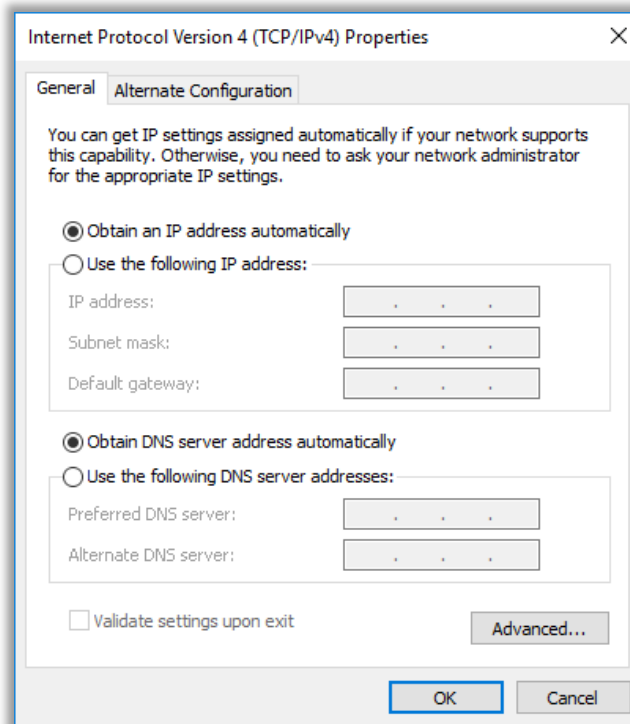 Internet Protocol Version 4 (TCP/IPv4) Properties
General
Alternate Configuration
You can get IP settings assigned automatically if your network supports
this capability. Otherwise, you need to ask your network administrator
for the appropriate IP settings.
Obtain an IP address automatically
Use the following IP address:
IP address:
Subnet mask:
Default gateway:
Obtain DNS server address automatically
Use the following DNS server addresses:
Preferred DNS server:
Alternate DNS server:
Validate settings upon exit
Advanced...
OK
Cancel